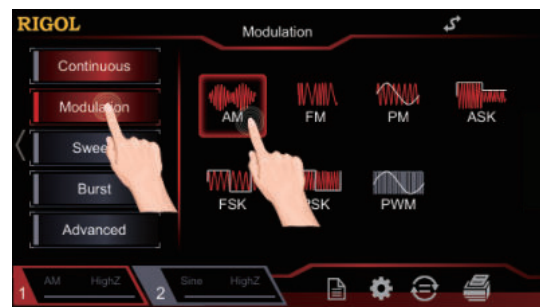 RIGOL
Modulation
Continuous
Modulation
Sweep
Burst
Advanced
AM
FM
PM
ASK
FSK
PSK
PWM
1 AM HighZ
2 Sine HighZ